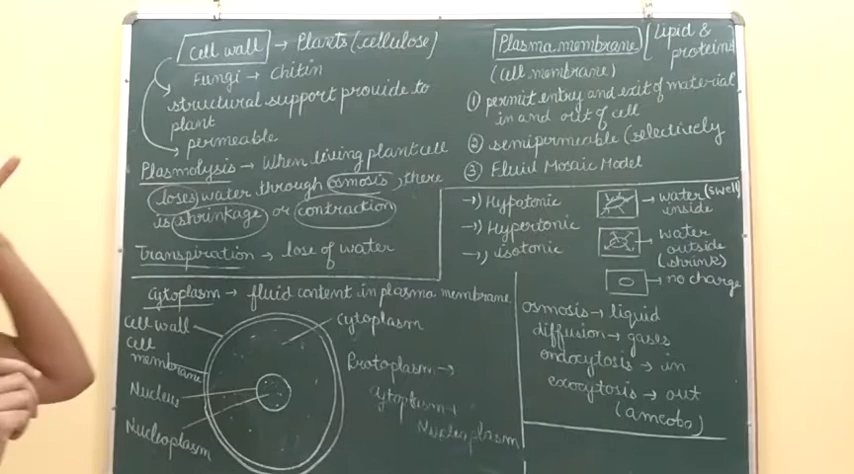 Cell wall → Plants (cellulose)
Fungi → chitin
structural support provide to
plant
permeable
Plasmolysis → When living plant cell
loses water through osmosis, there
is shrinkage or contraction
Transpiration → lose of water
Plasma membrane [Lipid &
proteins
(cell membrane)
① permit entry and exit of material
in and out of cell
② semipermeable (selectively
③ Fluid Mosaic Model
→) Hypotonic
→) Hypertonic
→) isotonic
→ water (swell)
inside
→ water
outside
(shrink)
→ no charge
Cytoplasm → fluid content in plasma membrane
Cell wall
Cell
membrane
Nucleus
Nucleoplasm
Cytoplasm
Protoplasm →
Cytoplasm +
Nucleoplasm
osmosis → liquid
diffusion → gases
endocytosis → in
exocytosis → out
(amoeba)